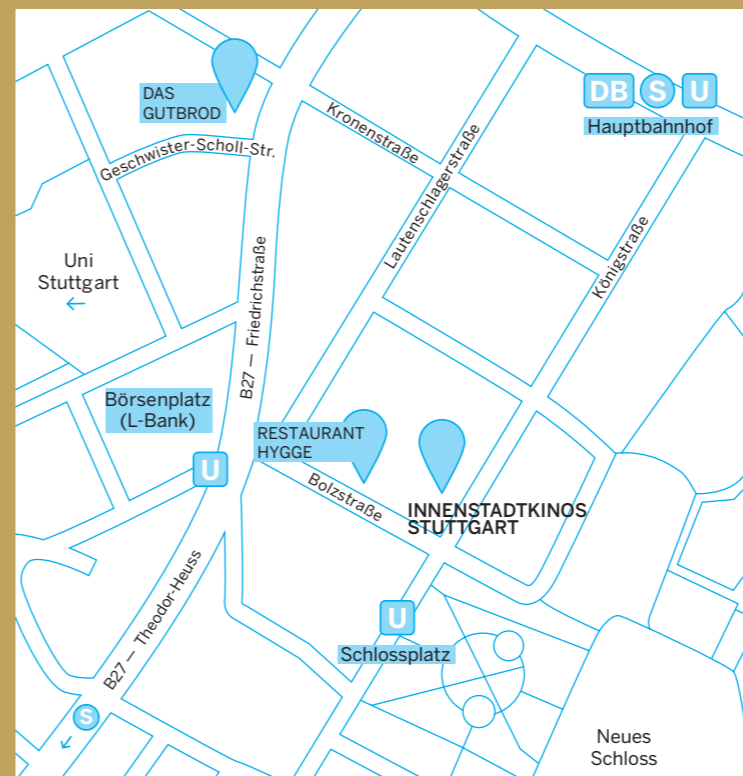 DAS
GUTBROD
DB S U
Hauptbahnhof
Kronenstraße
Geschwister-Scholl-Str.
Lautenschlagerstraße
Königstraße
Uni
Stuttgart
←
B27 — Friedrichstraße
Börsenplatz
(L-Bank)
U
RESTAURANT
HYGGE
Bolzstraße
INNENSTADTKINOS
STUTTGART
B27 — Theodor-Heuss
U
Schlossplatz
S
Neues
Schloss